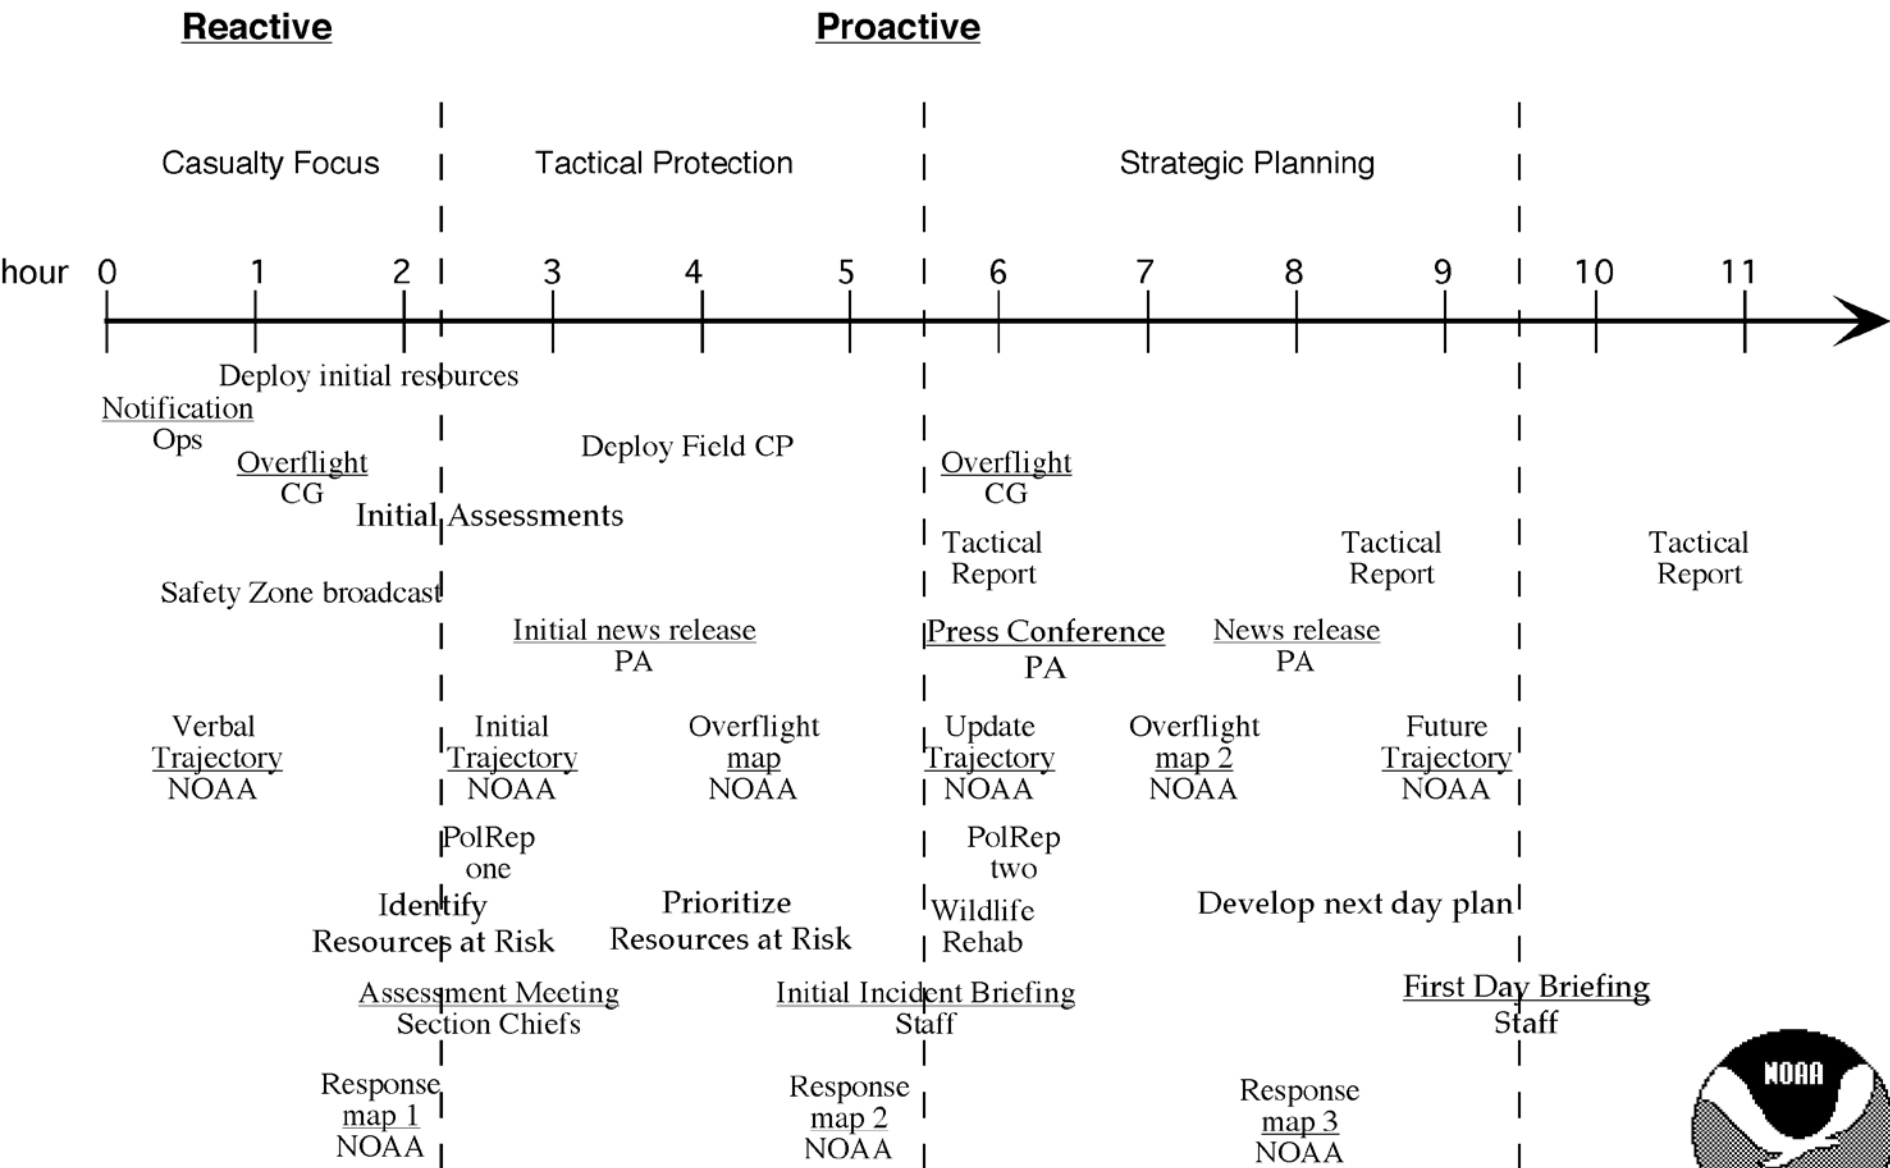 Reactive
Proactive
Casualty Focus
Tactical Protection
Strategic Planning
hour 0 1 2 3 4 5 6 7 8 9 10 11
Deploy initial resources
Notification
Ops
Deploy Field CP
Overflight
CG
Overflight
CG
Initial Assessments
Tactical
Report
Tactical
Report
Tactical
Report
Safety Zone broadcast
Initial news release
PA
Press Conference
PA
News release
PA
Verbal
Trajectory
NOAA
Initial
Trajectory
NOAA
Overflight
map
NOAA
Update
Trajectory
NOAA
Overflight
map 2
NOAA
Future
Trajectory
NOAA
PolRep
one
PolRep
two
Identify
Resources at Risk
Prioritize
Resources at Risk
Wildlife
Rehab
Develop next day plan
Assessment Meeting
Section Chiefs
Initial Incident Briefing
Staff
First Day Briefing
Staff
Response
map 1
NOAA
Response
map 2
NOAA
Response
map 3
NOAA
NOAA